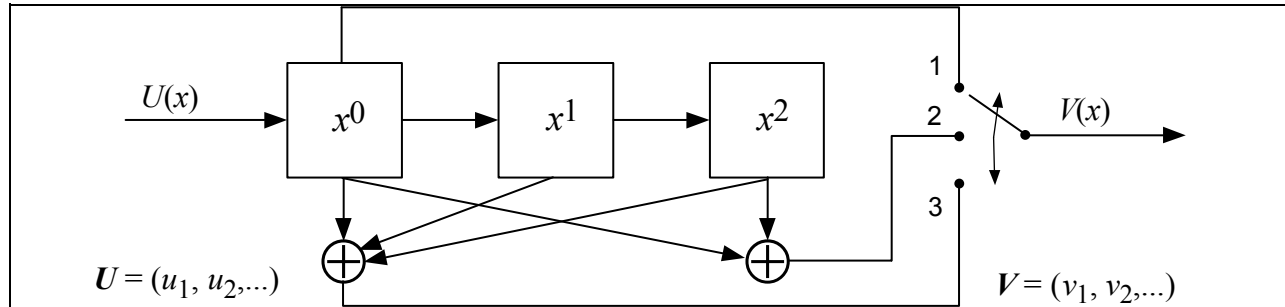 U(x)
x⁰
x¹
x²
1
2
3
V(x)
U = (u₁, u₂,...)
V = (v₁, v₂,...)